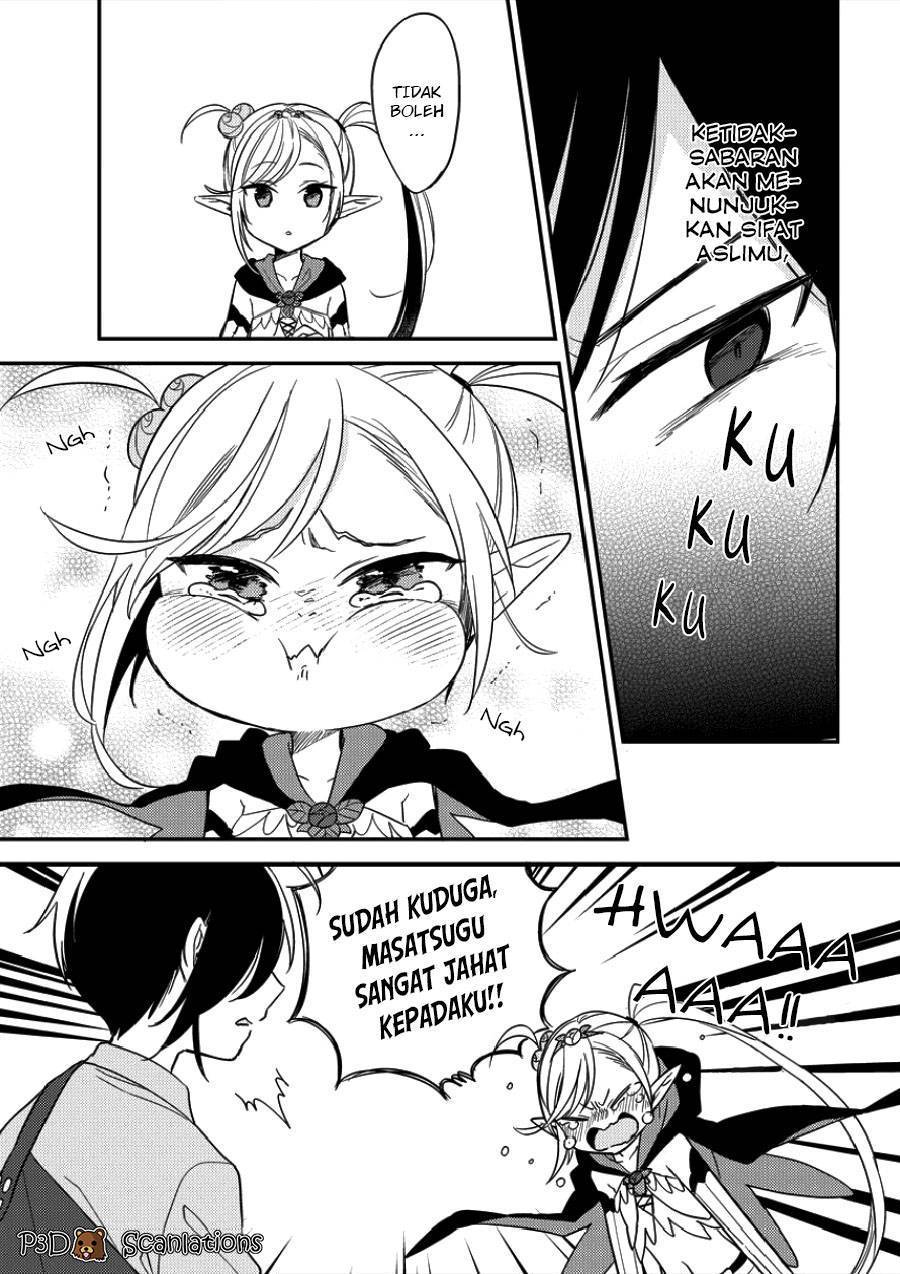 KETIDAK-
SABARAN
AKAN ME-
NUNJUK-
KAN SIFAT
ASLIMU,
KU
KU
KU
TIDAK
BOLEH
...
NGh
NGh
NGh
HWAAA
AAA!!
SUDAH KUDUGA,
MASATSUGU
SANGAT JAHAT
KEPADAKU!!
P3D Scanlations